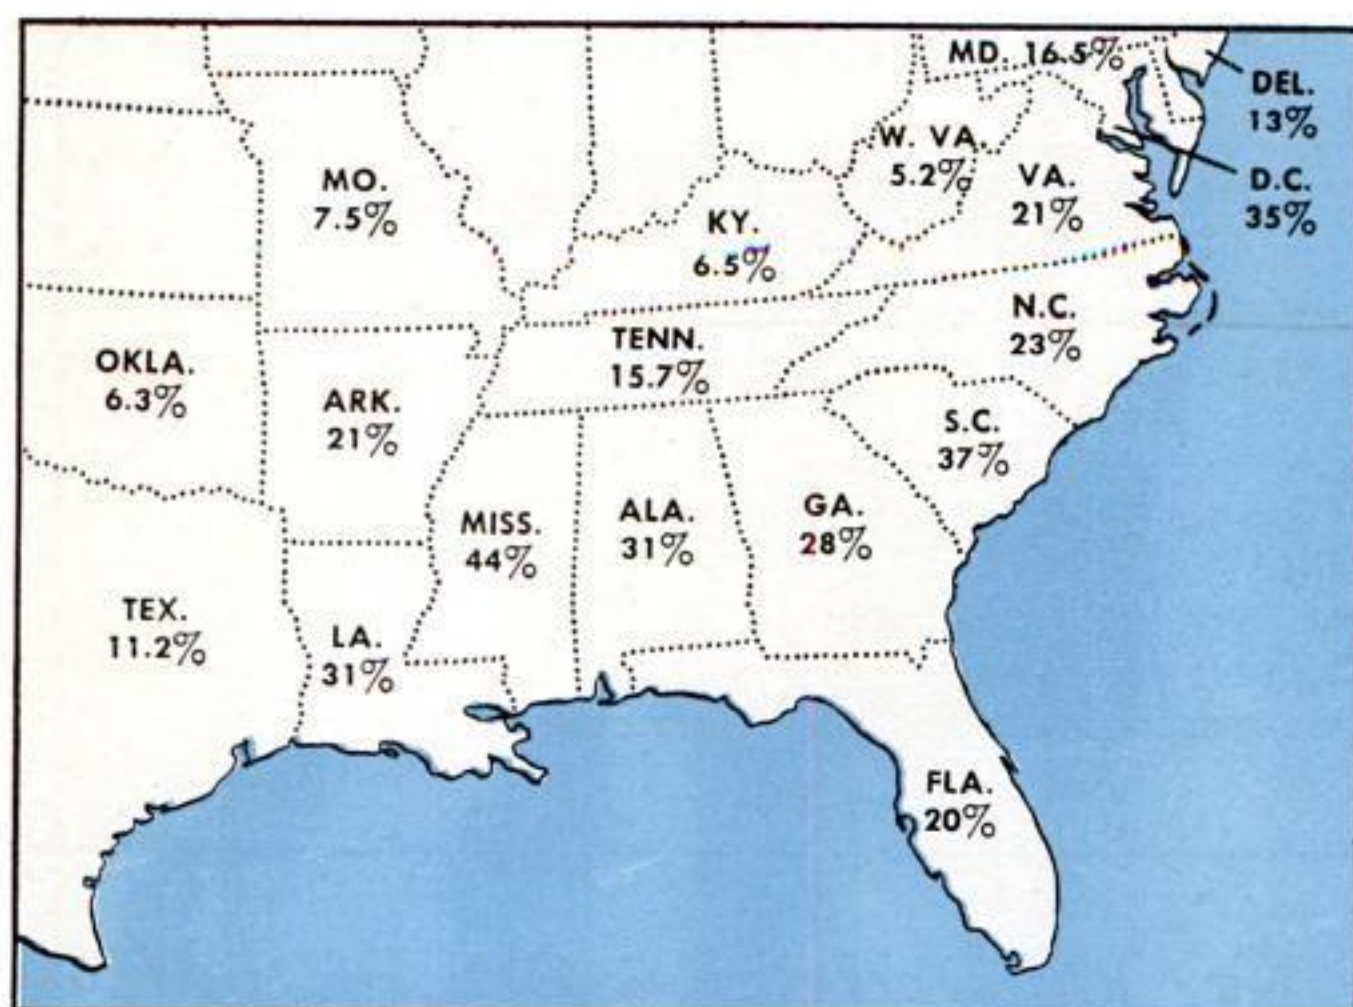 MD. 16.5%
DEL.
13%
W. VA.
5.2%
VA.
21%
D.C.
35%
MO.
7.5%
KY.
6.5%
N.C.
23%
TENN.
15.7%
OKLA.
6.3%
ARK.
21%
S.C.
37%
MISS.
44%
ALA.
31%
GA.
28%
TEX.
11.2%
LA.
31%
FLA.
20%